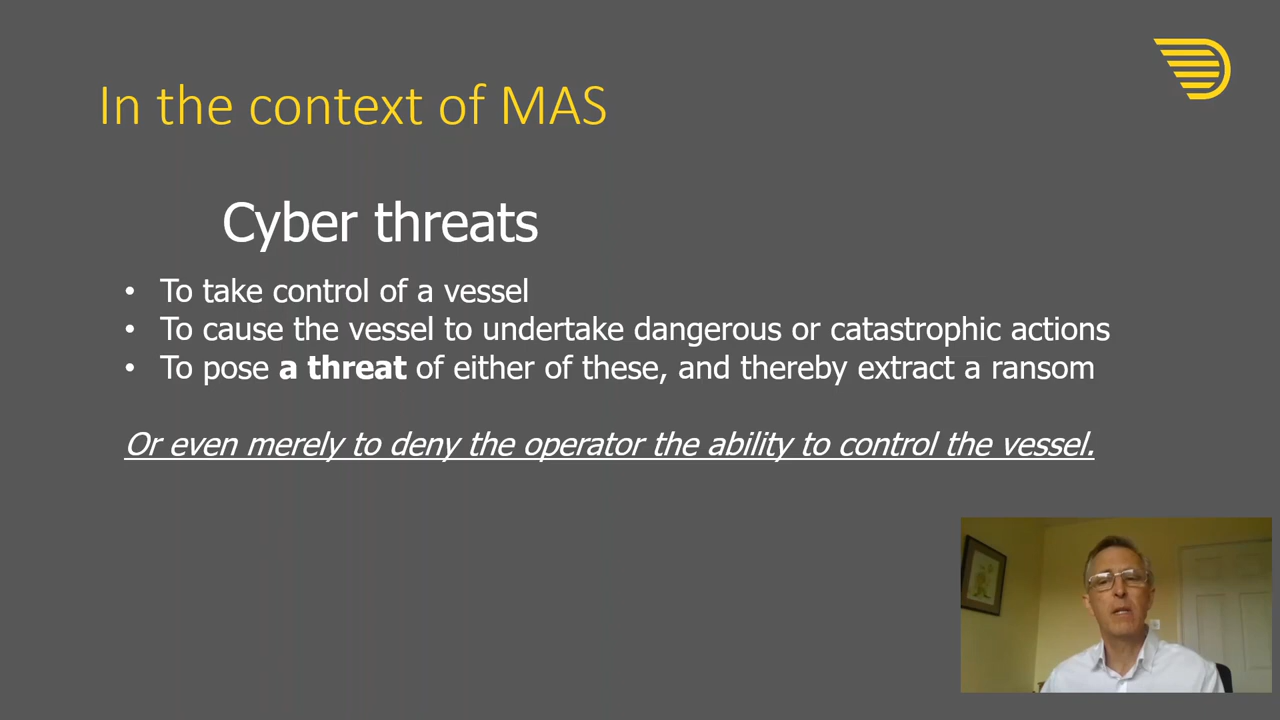 In the context of MAS
Cyber threats
• To take control of a vessel
• To cause the vessel to undertake dangerous or catastrophic actions
• To pose a threat of either of these, and thereby extract a ransom
Or even merely to deny the operator the ability to control the vessel.